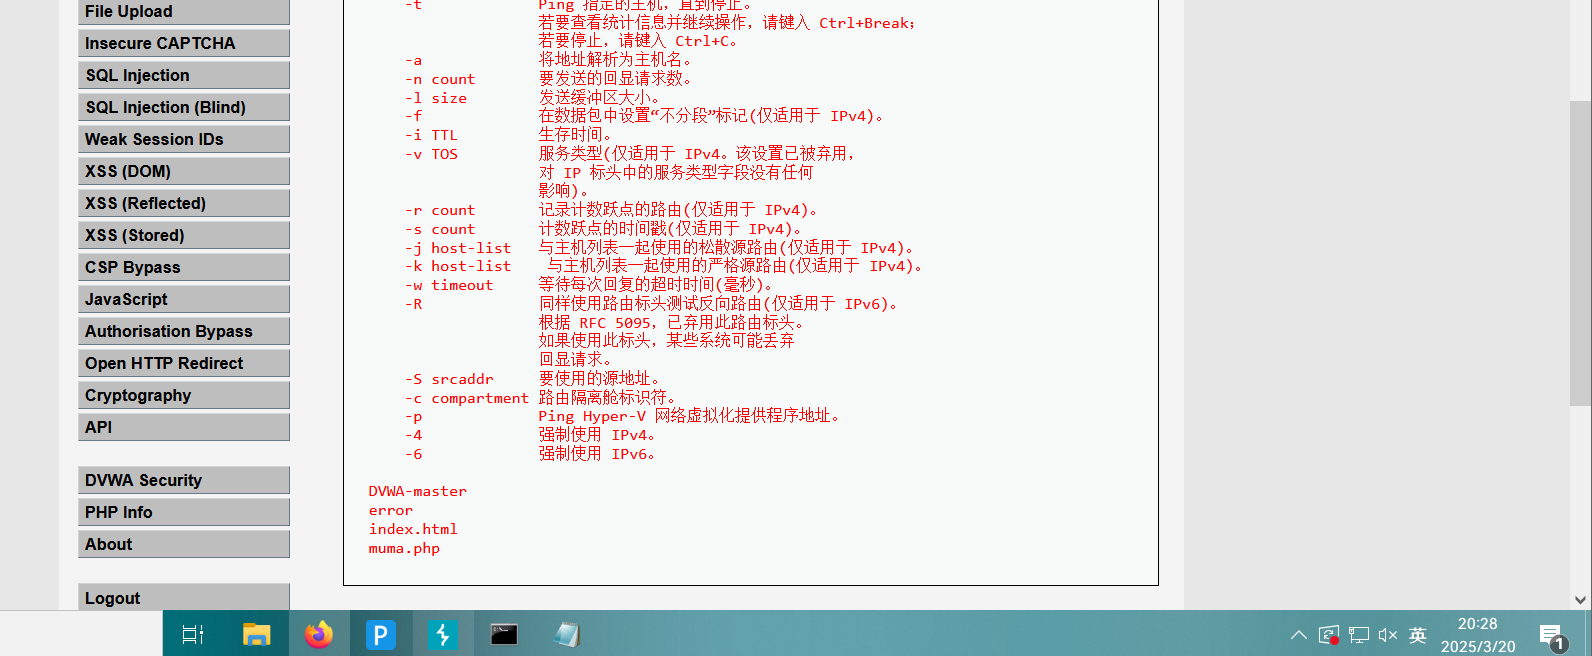 File Upload
Insecure CAPTCHA
SQL Injection
SQL Injection (Blind)
Weak Session IDs
XSS (DOM)
XSS (Reflected)
XSS (Stored)
CSP Bypass
JavaScript
Authorisation Bypass
Open HTTP Redirect
Cryptography
API
DVWA Security
PHP Info
About
Logout
-t Ping 指定的主机，直到停止。
若要查看统计信息并继续操作，请键入 Ctrl+Break;
若要停止，请键入 Ctrl+C。
-a 将地址解析为主机名。
-n count 要发送的回显请求数。
-l size 发送缓冲区大小。
-f 在数据包中设置“不分段”标记(仅适用于 IPv4)。
-i TTL 生存时间。
-v TOS 服务类型(仅适用于 IPv4。该设置已被弃用，
对 IP 标头中的服务类型字段没有任何
影响)。
-r count 记录计数跃点的路由(仅适用于 IPv4)。
-s count 计数跃点的时间戳(仅适用于 IPv4)。
-j host-list 与主机列表一起使用的松散源路由(仅适用于 IPv4)。
-k host-list 与主机列表一起使用的严格源路由(仅适用于 IPv4)。
-w timeout 等待每次回复的超时时间(毫秒)。
-R 同样使用路由标头测试反向路由(仅适用于 IPv6)。
根据 RFC 5095，已弃用此路由标头。
如果使用此标头，某些系统可能丢弃
回显请求。
-S srcaddr 要使用的源地址。
-c compartment 路由隔离舱标识符。
-p Ping Hyper-V 网络虚拟化提供程序地址。
-4 强制使用 IPv4。
-6 强制使用 IPv6。
DVWA-master
error
index.html
muma.php
P
英
20:28
2025/3/20
1